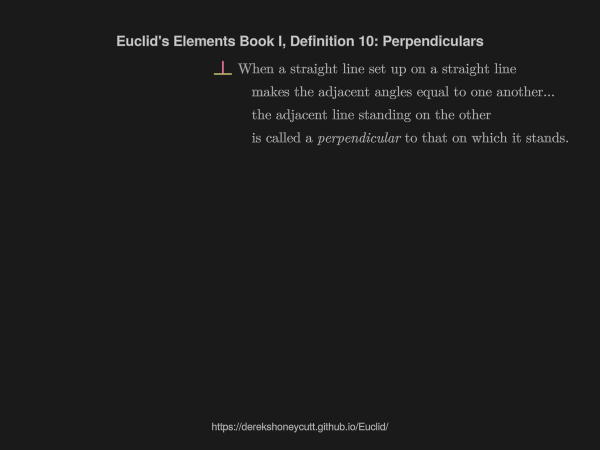 Euclid's Elements Book I, Definition 10: Perpendiculars
When a straight line set up on a straight line
makes the adjacent angles equal to one another...
the adjacent line standing on the other
is called a perpendicular to that on which it stands.
https://derekshoneycutt.github.io/Euclid/